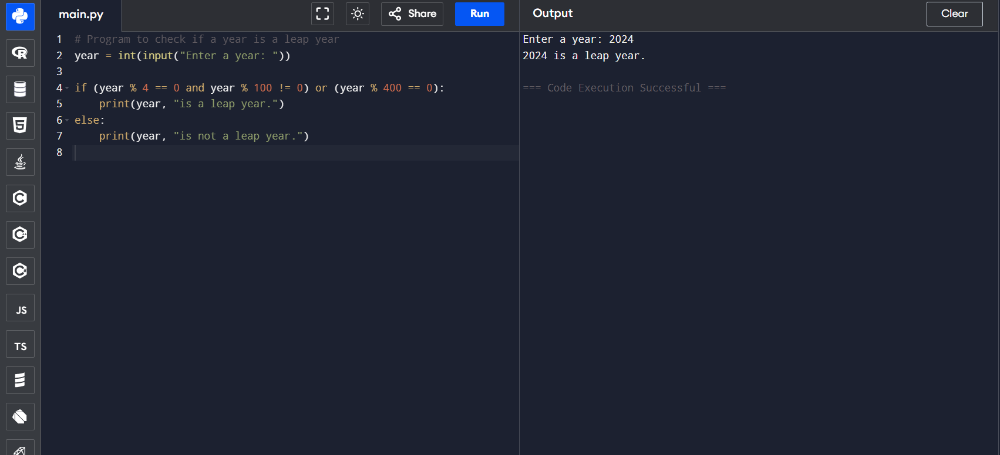 main.py
Share
Run
Output
Clear
1 # Program to check if a year is a leap year
2 year = int(input("Enter a year: "))
3
4 if (year % 4 == 0 and year % 100 != 0) or (year % 400 == 0):
5     print(year, "is a leap year.")
6 else:
7     print(year, "is not a leap year.")
8
Enter a year: 2024
2024 is a leap year.
=== Code Execution Successful ===
R
5
C
C++
C#
JS
TS